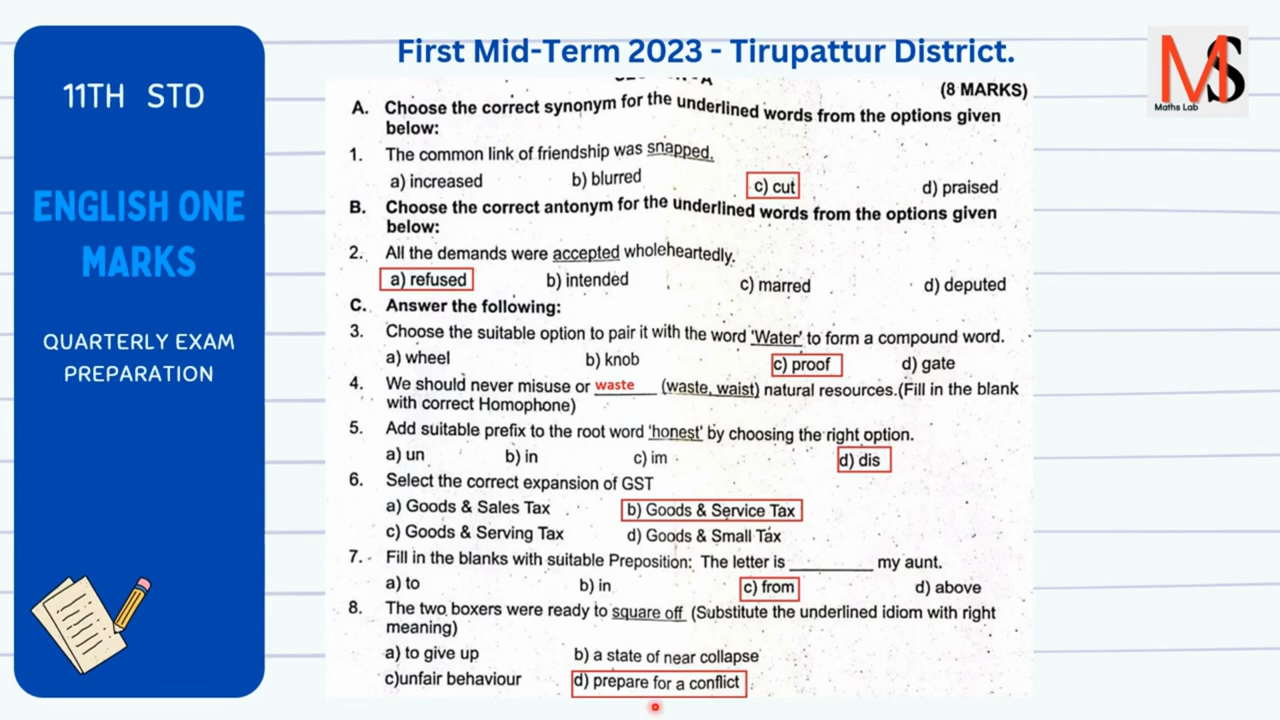 First Mid-Term 2023 - Tirupattur District.
MS
Maths Lab
11TH STD
ENGLISH ONE
MARKS
QUARTERLY EXAM
PREPARATION
(8 MARKS)
A. Choose the correct synonym for the underlined words from the options given
below:
1. The common link of friendship was snapped.
a) increased b) blurred c) cut d) praised
B. Choose the correct antonym for the underlined words from the options given
below:
2. All the demands were accepted wholeheartedly.
a) refused b) intended c) marred d) deputed
C. Answer the following:
3. Choose the suitable option to pair it with the word 'Water' to form a compound word.
a) wheel b) knob c) proof d) gate
4. We should never misuse or waste (waste, waist) natural resources.(Fill in the blank
with correct Homophone)
5. Add suitable prefix to the root word 'honest' by choosing the right option.
a) un b) in c) im d) dis
6. Select the correct expansion of GST
a) Goods & Sales Tax b) Goods & Service Tax
c) Goods & Serving Tax d) Goods & Small Tax
7. Fill in the blanks with suitable Preposition: The letter is _________ my aunt.
a) to b) in c) from d) above
8. The two boxers were ready to square off (Substitute the underlined idiom with right
meaning)
a) to give up b) a state of near collapse
c)unfair behaviour d) prepare for a conflict